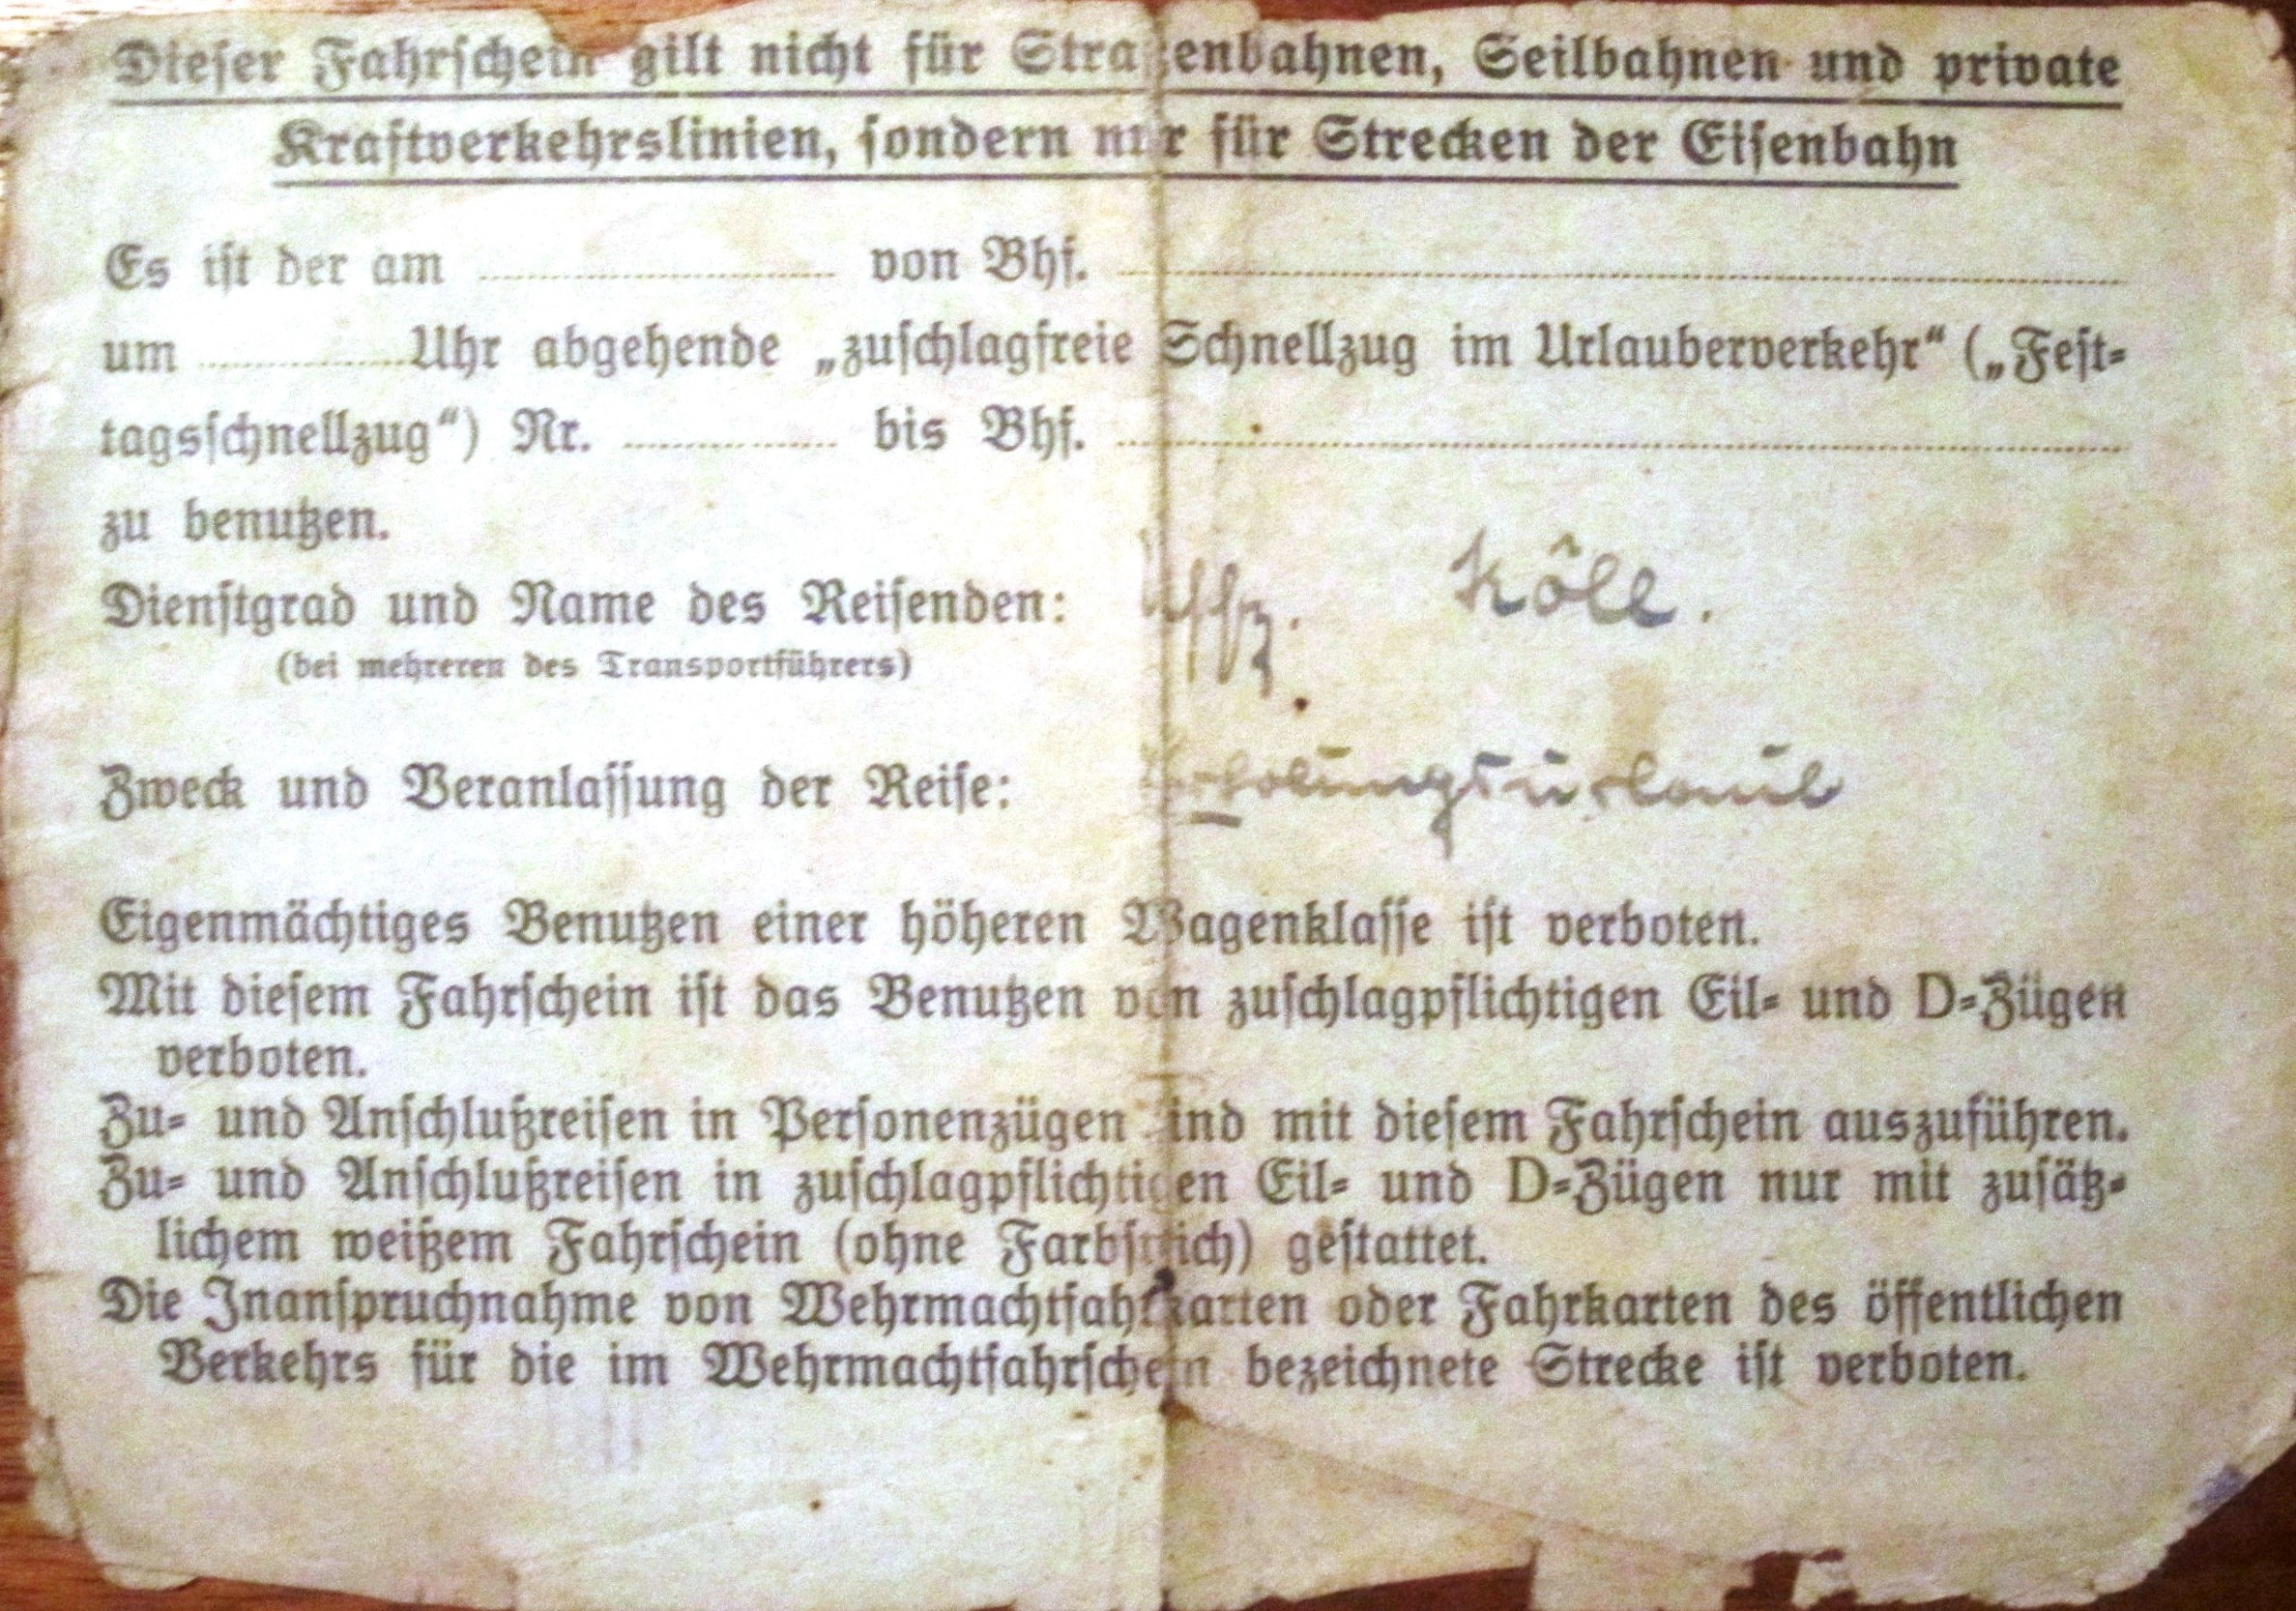 Dieser Fahrschein gilt nicht für Straßenbahnen, Seilbahnen und private
Kraftverkehrslinien, sondern nur für Strecken der Eisenbahn
Es ist der am ........ von Bhf. ........
um ........ Uhr abgehende „zuschlagfreie Schnellzug im Urlauberverkehr“ („Fest-
tagsschnellzug“) Nr. ........ bis Bhf. ........
zu benutzen.
Dienstgrad und Name des Reisenden: Uffz. Köll.
(bei mehreren des Transportführers)
Zweck und Veranlassung der Reise: Erholungsurlaub
Eigenmächtiges Benutzen einer höheren Wagenklasse ist verboten.
Mit diesem Fahrschein ist das Benutzen von zuschlagpflichtigen Eil- und D-Zügen
verboten.
Zu- und Anschlußreisen in Personenzügen sind mit diesem Fahrschein auszuführen.
Zu- und Anschlußreisen in zuschlagpflichtigen Eil- und D-Zügen nur mit zusätz-
lichem weißem Fahrschein (ohne Farbstrich) gestattet.
Die Inanspruchnahme von Wehrmachtfahrkarten oder Fahrkarten des öffentlichen
Verkehrs für die im Wehrmachtfahrschein bezeichnete Strecke ist verboten.